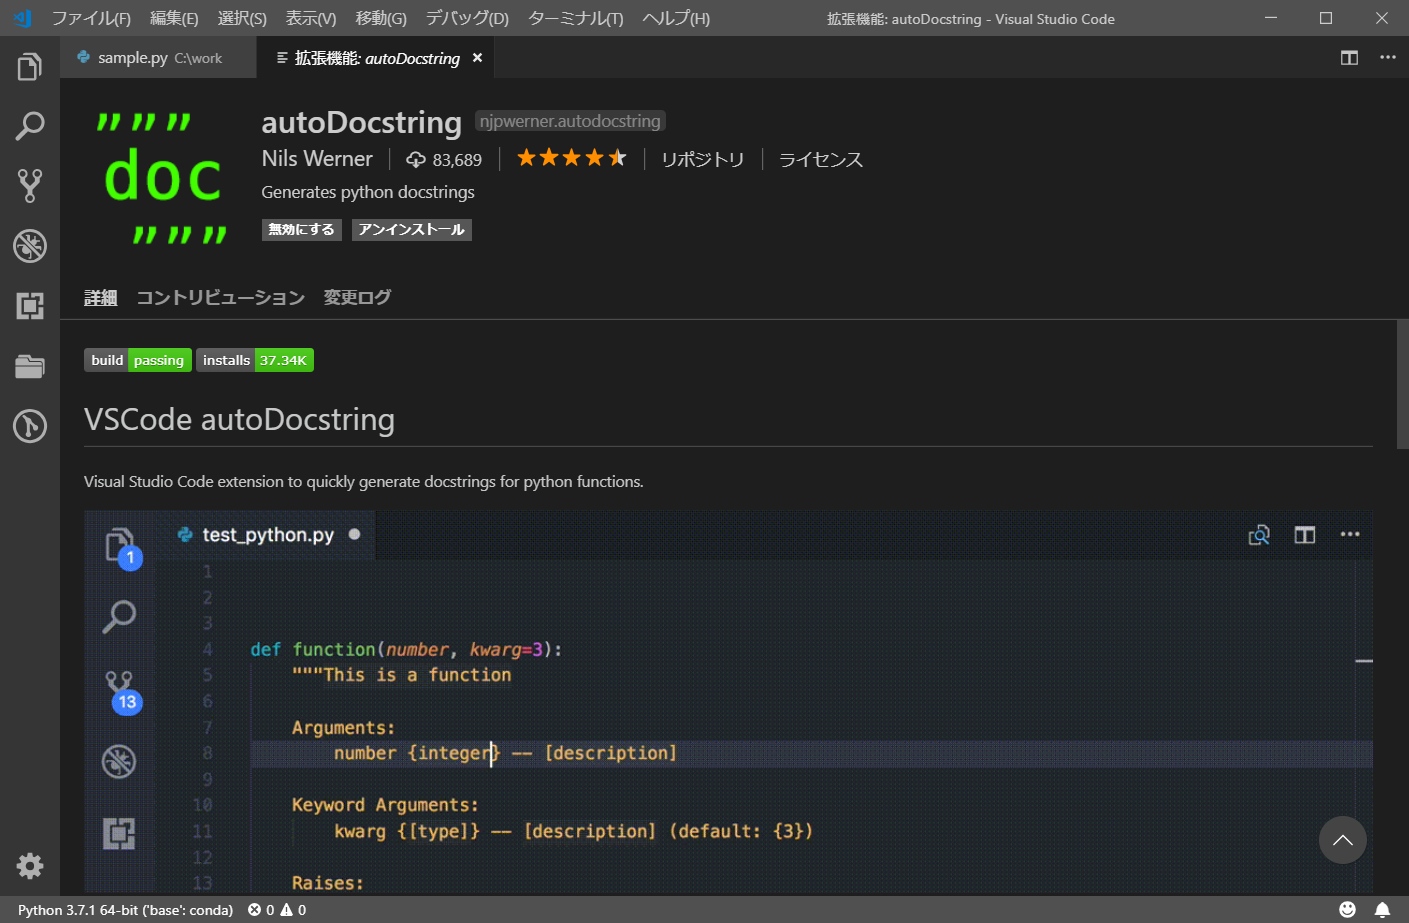 ファイル(F) 編集(E) 選択(S) 表示(V) 移動(G) デバッグ(D) ターミナル(T) ヘルプ(H) 拡張機能: autoDocstring - Visual Studio Code
sample.py C:\work 拡張機能: autoDocstring
""" doc """
autoDocstring njpwerner.autodocstring
Nils Werner 83,689 リポジトリ ライセンス
Generates python docstrings
無効にする アンインストール
詳細 コントリビューション 変更ログ
build passing installs 37.34K
VSCode autoDocstring
Visual Studio Code extension to quickly generate docstrings for python functions.
test_python.py
1
1
2
3
4 def function(number, kwarg=3):
5 """This is a function
6
13
7 Arguments:
8 number {integer} -- [description]
9
10 Keyword Arguments:
11 kwarg {[type]} -- [description] (default: {3})
12
13 Raises:
Python 3.7.1 64-bit ('base': conda) 0 0